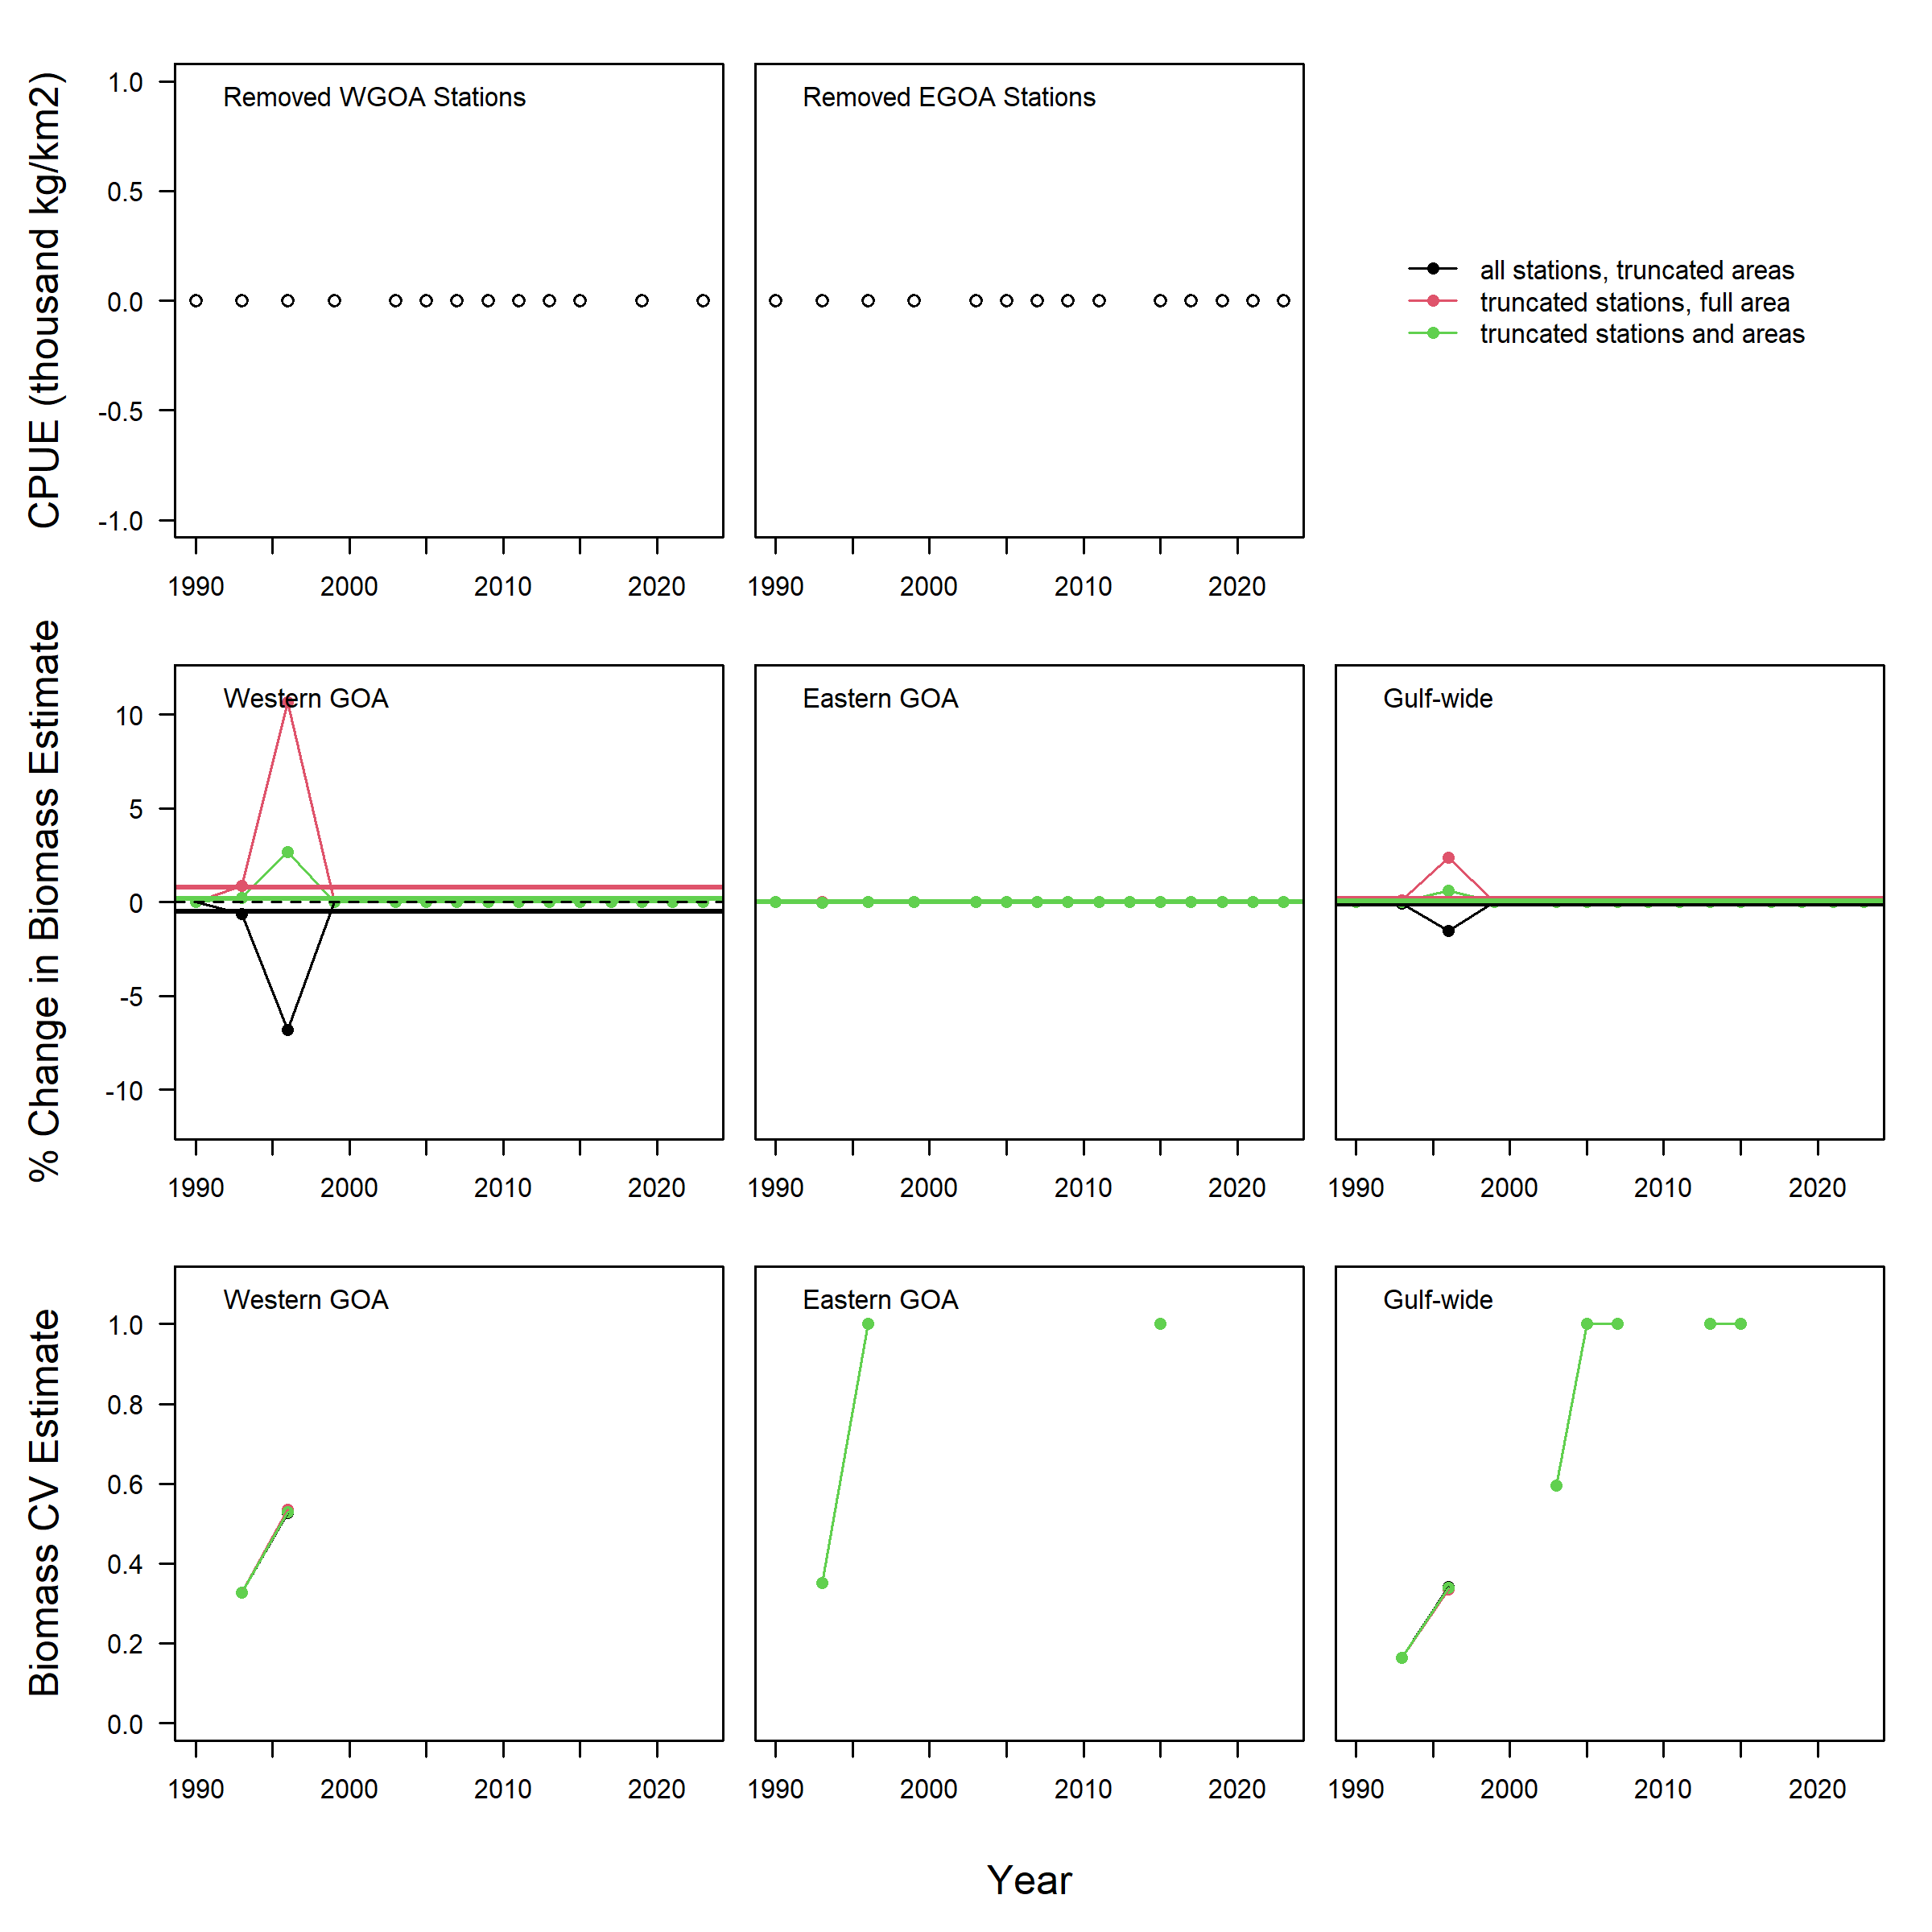 CPUE (thousand kg/km2)
1.0
0.5
0.0
-0.5
-1.0
Removed WGOA Stations
1990 2000 2010 2020
Removed EGOA Stations
1990 2000 2010 2020
all stations, truncated areas
truncated stations, full area
truncated stations and areas
% Change in Biomass Estimate
10
5
0
-5
-10
Western GOA
1990 2000 2010 2020
Eastern GOA
1990 2000 2010 2020
Gulf-wide
1990 2000 2010 2020
Biomass CV Estimate
1.0
0.8
0.6
0.4
0.2
0.0
Western GOA
1990 2000 2010 2020
Eastern GOA
1990 2000 2010 2020
Gulf-wide
1990 2000 2010 2020
Year